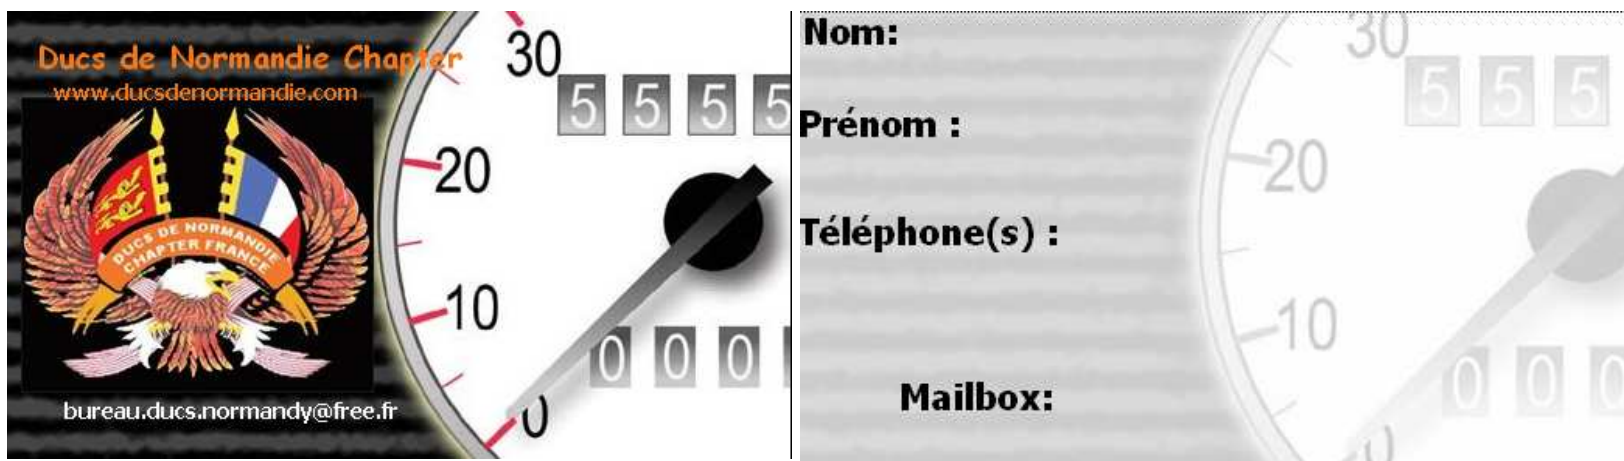 Ducs de Normandie Chapter
www.ducsdenormandie.com
DUCS DE NORMANDIE
CHAPTER FRANCE
bureau.ducs.normandy@free.fr
30
5 5 5 5
20
10
0 0 0
0
Nom:
Prénom :
Téléphone(s) :
Mailbox:
30
5 5 5
20
10
0 0 0
0